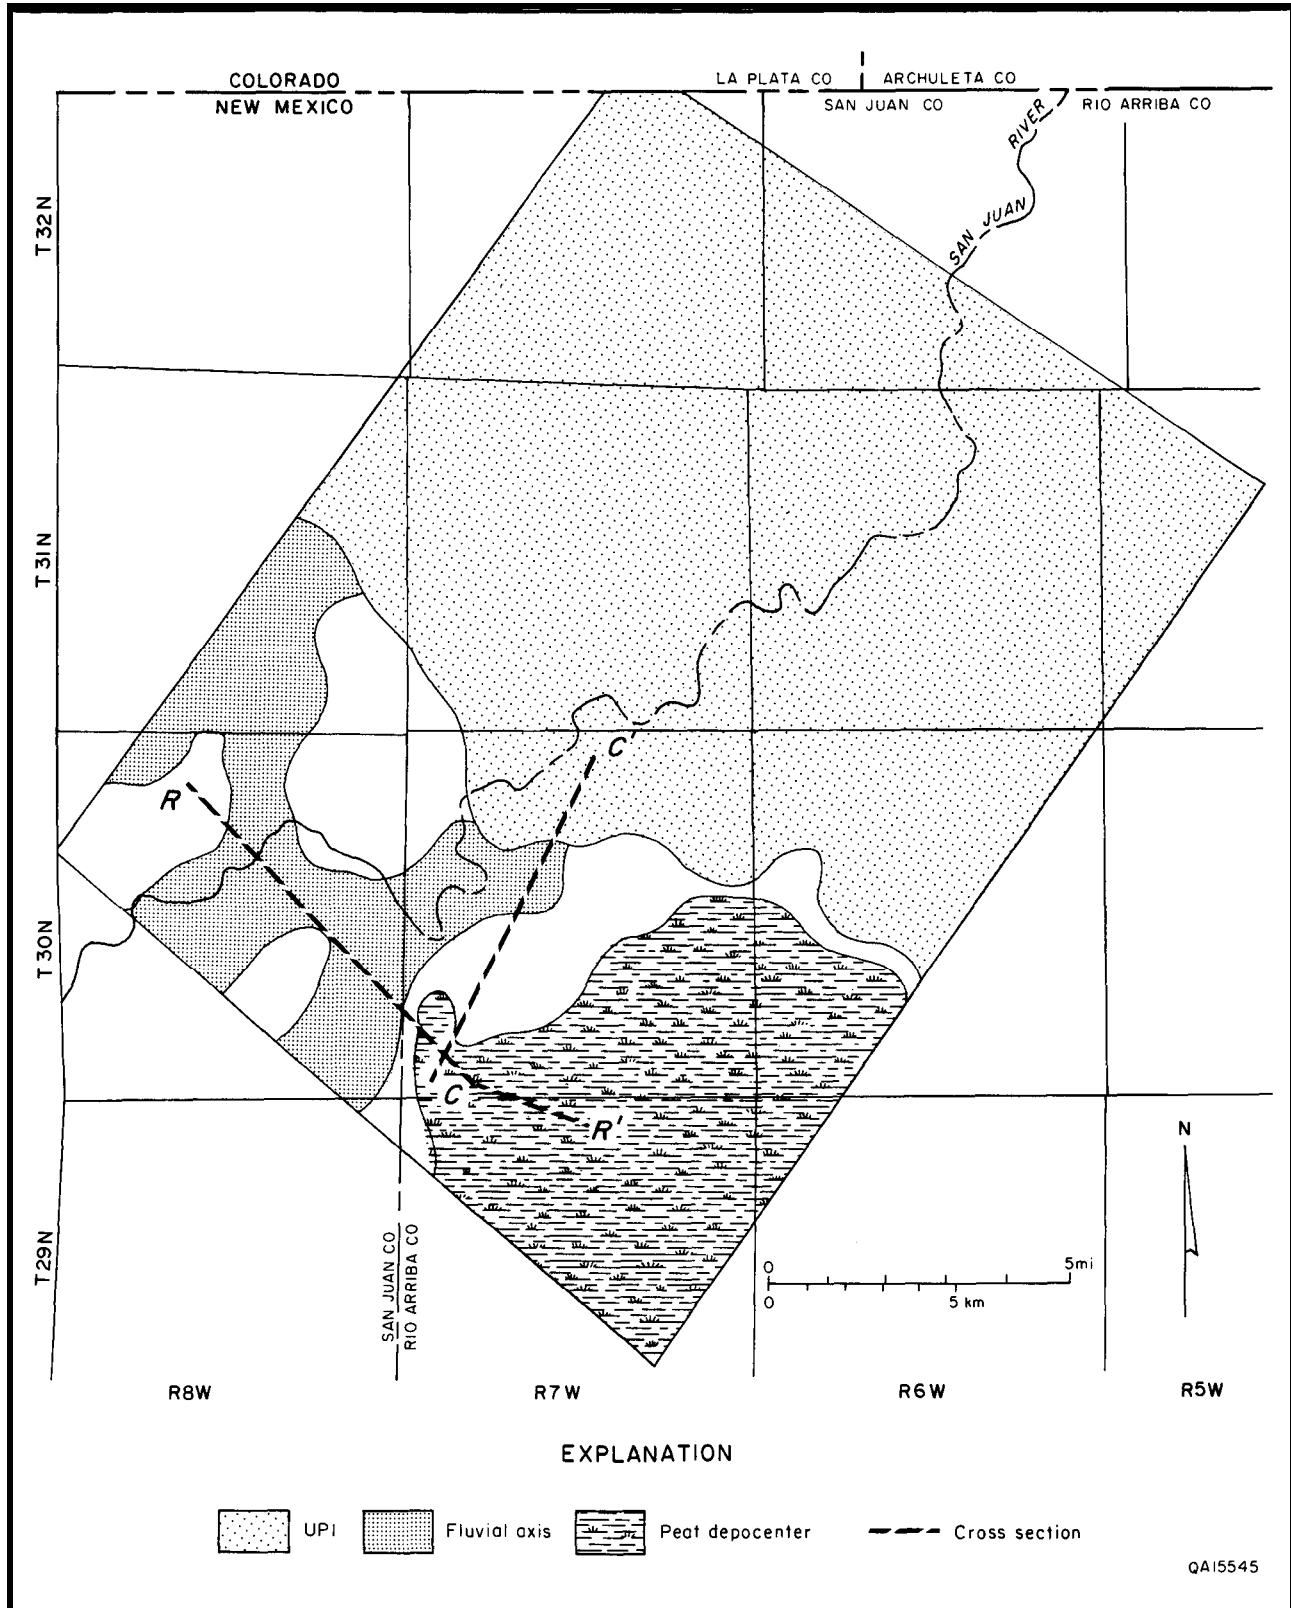 COLORADO
LA PLATA CO
ARCHULETA CO
NEW MEXICO
SAN JUAN CO
RIO ARRIBA CO
RIVER
SAN JUAN
T32N
T31N
T30N
T29N
C'
R
C
R'
N
SAN JUAN CO
RIO ARRIBA CO
0 5mi
0 5 km
R8W R7W R6W R5W
EXPLANATION
UPI Fluvial axis Peat depocenter Cross section
QA15545